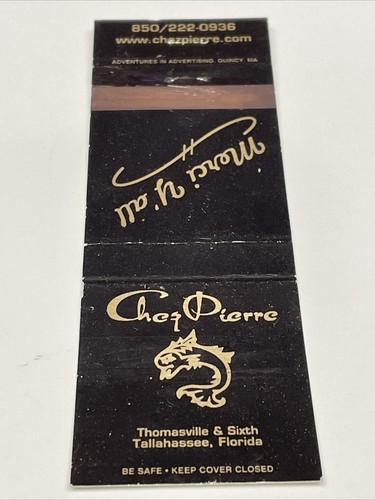 850/222-0936
www.chezpierre.com
ADVENTURES IN ADVERTISING, QUINCY, MA
Merci Y'all
Chez Pierre
Thomasville & Sixth
Tallahassee, Florida
BE SAFE • KEEP COVER CLOSED